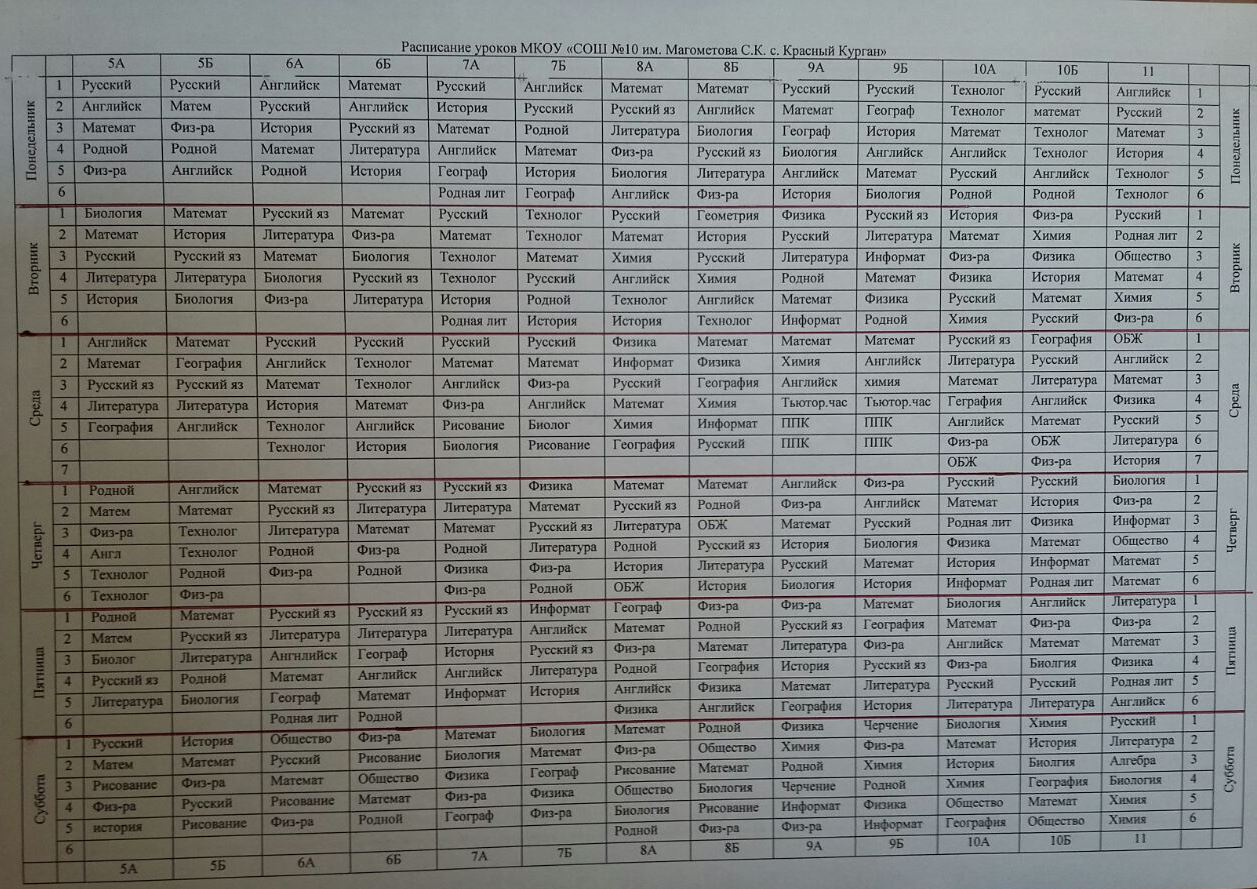 Расписание уроков МКОУ «СОШ №10 им. Магометова С.К. с. Красный Курган»
5А 5Б 6А 6Б 7А 7Б 8А 8Б 9А 9Б 10А 10Б 11
Понедельник 1 Русский Русский Английск Математ Русский Английск Математ Математ Русский Русский Технолог Русский Английск 1 Понедельник
2 Английск Матем Русский Английск История Русский Русский яз Английск Математ Географ Технолог математ Русский 2
3 Математ Физ-ра История Русский яз Математ Родной Литература Биология Географ История Математ Технолог Математ 3
4 Родной Родной Математ Литература Английск Математ Физ-ра Русский яз Биология Английск Английск Технолог История 4
5 Физ-ра Английск Родной История Географ История Биология Литература Английск Математ Русский Английск Технолог 5
6 Родная лит Географ Английск Физ-ра История Биология Родной Родной Технолог 6
Вторник 1 Биология Математ Русский яз Математ Русский Технолог Русский Геометрия Физика Русский яз История Физ-ра Русский 1 Вторник
2 Математ История Литература Физ-ра Математ Технолог Математ История Русский Литература Математ Химия Родная лит 2
3 Русский Русский яз Математ Биология Технолог Математ Химия Русский Литература Информат Физ-ра Физика Общество 3
4 Литература Литература Биология Русский яз Технолог Русский Английск Химия Родной Математ Физика История Математ 4
5 История Биология Физ-ра Литература История Родной Технолог Английск Математ Физика Русский Математ Химия 5
6 Родная лит История История Технолог Информат Родной Химия Русский Физ-ра 6
Среда 1 Английск Математ Русский Русский Русский Русский Физика Математ Математ Математ Русский яз География ОБЖ 1 Среда
2 Математ География Английск Технолог Математ Математ Информат Физика Химия Английск Литература Русский Английск 2
3 Русский яз Русский яз Математ Технолог Английск Физ-ра Русский География Английск химия Математ Литература Математ 3
4 Литература Литература История Математ Физ-ра Английск Математ Химия Тьютор.час Тьютор.час Геграфия Английск Физика 4
5 География Английск Технолог Английск Рисование Биолог Химия Информат ППК ППК Английск Математ Русский 5
6 Технолог История Биология Рисование География Русский ППК ППК Физ-ра ОБЖ Литература 6
7 ОБЖ Физ-ра История 7
Четверг 1 Родной Английск Математ Русский яз Русский яз Физика Математ Математ Английск Физ-ра Русский Русский Биология 1 Четверг
2 Матем Математ Русский яз Литература Литература Математ Русский яз Родной Физ-ра Английск Математ История Физ-ра 2
3 Физ-ра Технолог Литература Математ Математ Русский яз Литература ОБЖ Математ Русский Родная лит Физика Информат 3
4 Англ Технолог Родной Физ-ра Родной Литература Родной Русский яз История Биология Физика Математ Общество 4
5 Технолог Родной Физ-ра Родной Физика Физ-ра История Литература Русский Математ История Информат Математ 5
6 Технолог Физ-ра Физ-ра Родной ОБЖ История Биология История Информат Родная лит Математ 6
Пятница 1 Родной Математ Русский яз Русский яз Русский яз Информат Географ Физ-ра Физ-ра Математ Биология Английск Литература 1 Пятница
2 Матем Русский яз Литература Литература Литература Английск Математ Родной Русский яз География Математ Физ-ра Физ-ра 2
3 Биолог Литература Ангнлийск Географ История Русский яз Физ-ра Математ Литература Физ-ра Английск Математ Математ 3
4 Русский яз Родной Математ Английск Английск Литература Родной География История Русский яз Физ-ра Биолгия Физика 4
5 Литература Биология Географ Математ Информат История Английск Физика Математ Литература Русский Русский Родная лит 5
6 Родная лит Родной Физика Английск География История Литература Литература Английск 6
Суббота 1 Русский История Общество Физ-ра Математ Биология Математ Родной Физика Черчение Биология Химия Русский 1 Суббота
2 Матем Математ Русский Рисование Биология Математ Физ-ра Общество Химия Физ-ра Математ История Литература 2
3 Рисование Физ-ра Математ Общество Физика Географ Рисование Математ Родной Химия История Биолгия Алгебра 3
4 Физ-ра Русский Рисование Математ Физ-ра Физика Общество Биология Черчение Родной Химия География Биология 4
5 история Рисование Физ-ра Родной Географ Физ-ра Биология Рисование Информат Физика Общество Математ Химия 5
6 Родной Физ-ра Физ-ра Информат География Общество Химия 6
5А 5Б 6А 6Б 7А 7Б 8А 8Б 9А 9Б 10А 10Б 11